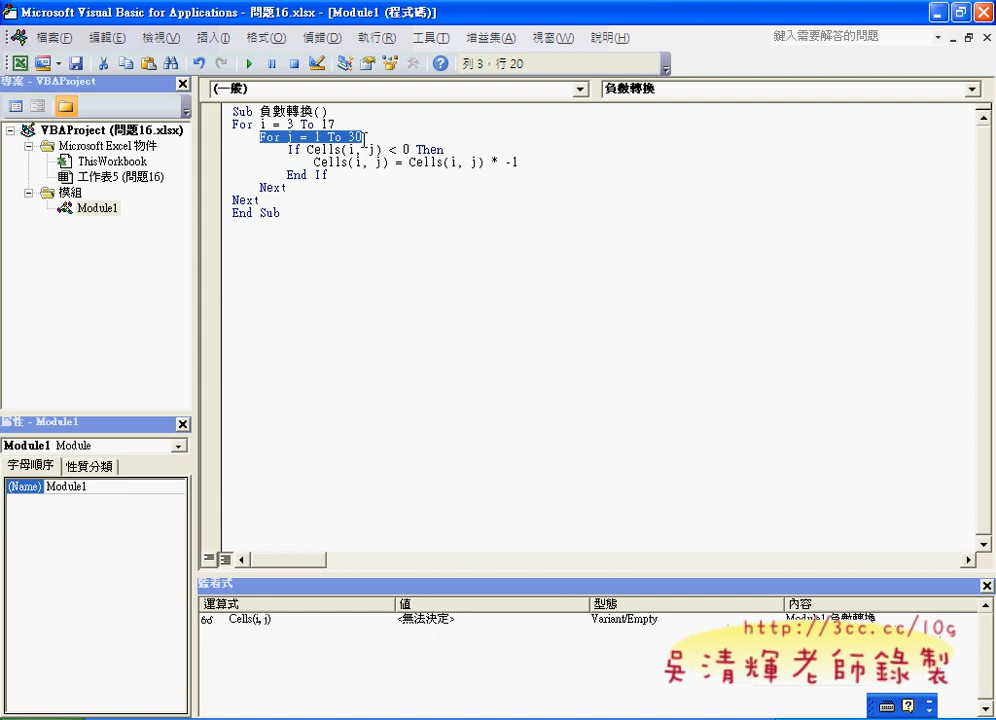 Microsoft Visual Basic for Applications - 問題16.xlsx - [Module1 (程式碼)]
檔案(F) 編輯(E) 檢視(V) 插入(I) 格式(O) 偵錯(D) 執行(R) 工具(T) 增益集(A) 視窗(W) 說明(H) 鍵入需要解答的問題
列 3，行 20
專案 - VBAProject
(一般) 負數轉換
VBAProject (問題16.xlsx)
Microsoft Excel 物件
ThisWorkbook
工作表5 (問題16)
模組
Module1
Sub 負數轉換()
For i = 3 To 17
For j = 1 To 30
If Cells(i, j) < 0 Then
Cells(i, j) = Cells(i, j) * -1
End If
Next
Next
End Sub
屬性 - Module1
Module1 Module
字母順序 性質分類
(Name) Module1
監看式
運算式 值 型態 內容
Cells(i, j) <無法決定> Variant/Empty Module1.負數轉換
http://3cc.cc/10g
吳清輝老師錄製